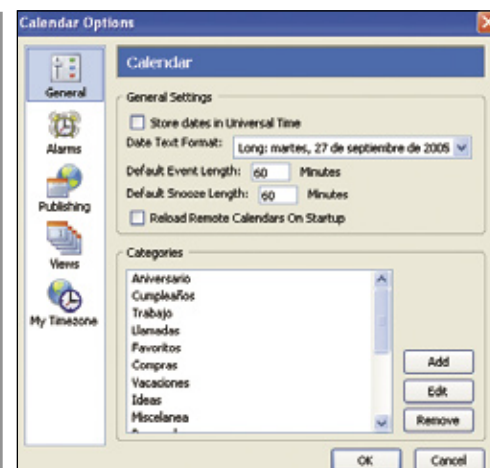 Calendar Options
General
Alarms
Publishing
Views
My Timezone
Calendar
General Settings
Store dates in Universal Time
Date Text Format: Long: martes, 27 de septiembre de 2005
Default Event Length: 60 Minutes
Default Snooze Length: 60 Minutes
Reload Remote Calendars On Startup
Categories
Aniversario
Cumpleaños
Trabajo
Llamadas
Favoritos
Compras
Vacaciones
Ideas
Miscelanea
Add
Edit
Remove
OK
Cancel